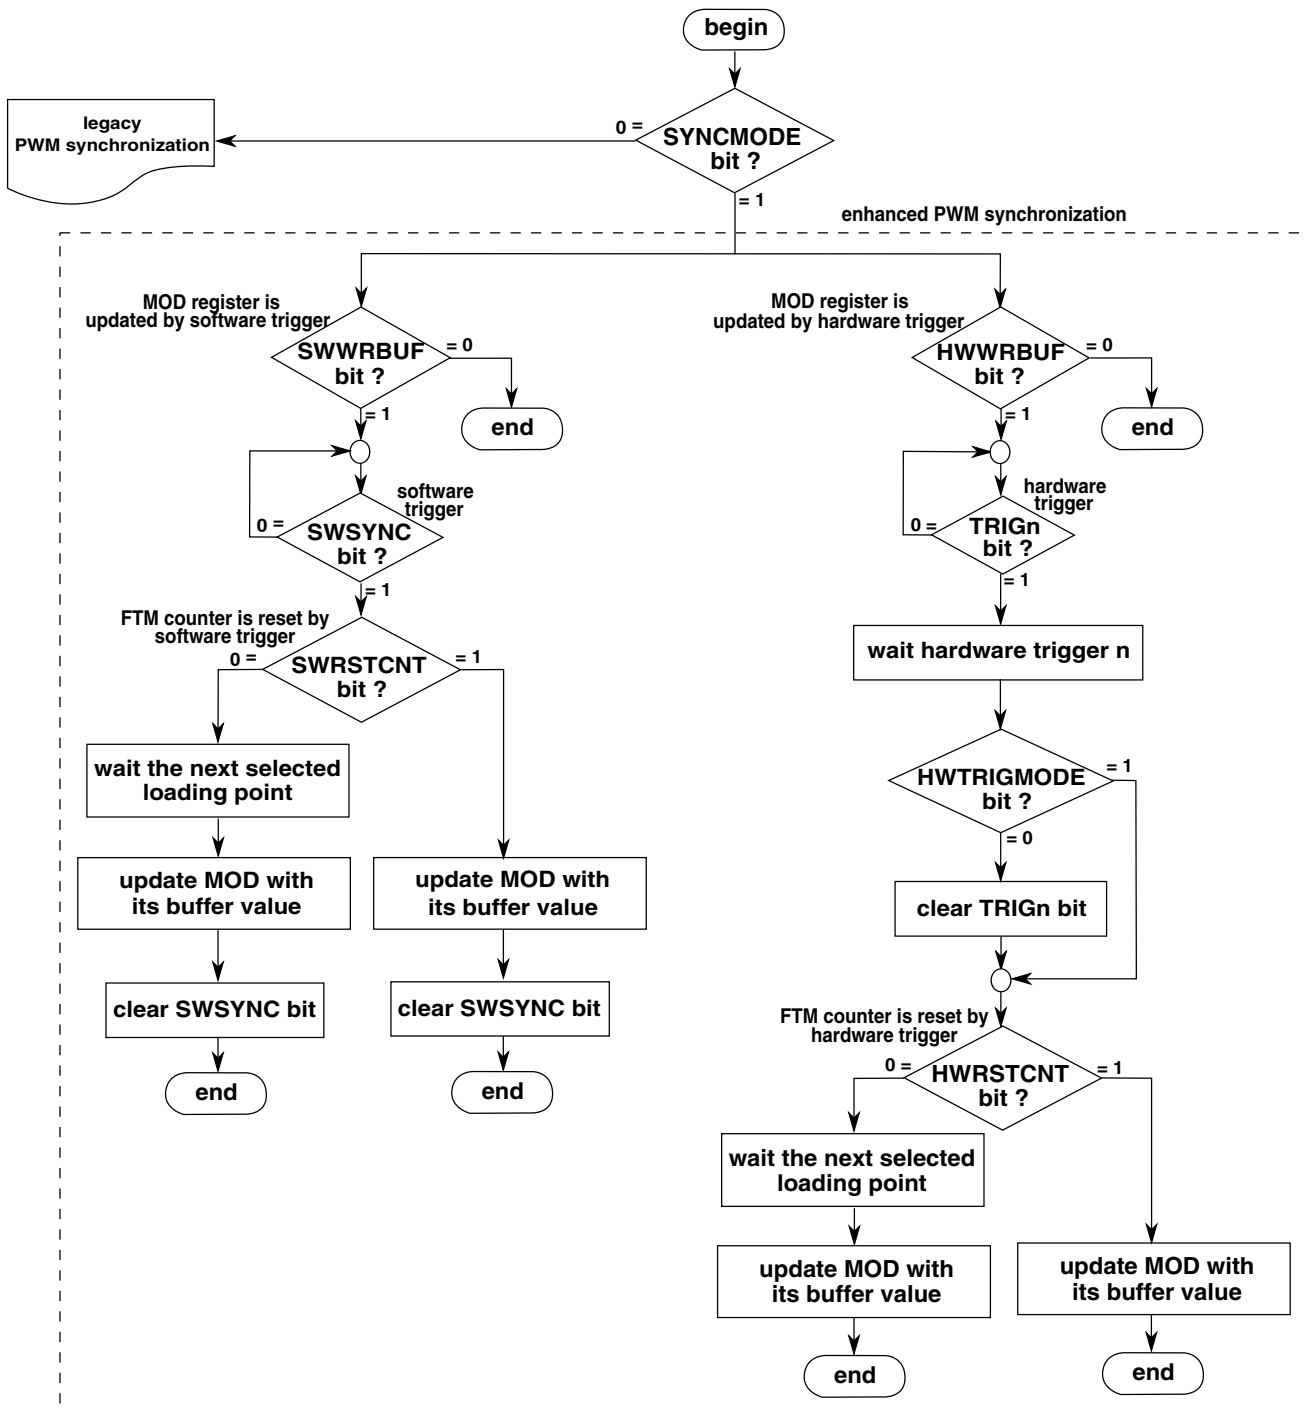 begin
legacy
PWM synchronization
0 =
SYNCMODE
bit ?
= 1
enhanced PWM synchronization
MOD register is
updated by software trigger
SWWRBUF
bit ?
= 0
= 1
end
software
trigger
0 =
SWSYNC
bit ?
= 1
FTM counter is reset by
software trigger
0 =
SWRSTCNT
bit ?
= 1
wait the next selected
loading point
update MOD with
its buffer value
update MOD with
its buffer value
clear SWSYNC bit
clear SWSYNC bit
end
end
MOD register is
updated by hardware trigger
HWWRBUF
bit ?
= 0
= 1
end
hardware
trigger
0 =
TRIGn
bit ?
= 1
wait hardware trigger n
HWTRIGMODE
bit ?
= 1
= 0
clear TRIGn bit
FTM counter is reset by
hardware trigger
0 =
HWRSTCNT
bit ?
= 1
wait the next selected
loading point
update MOD with
its buffer value
update MOD with
its buffer value
end
end